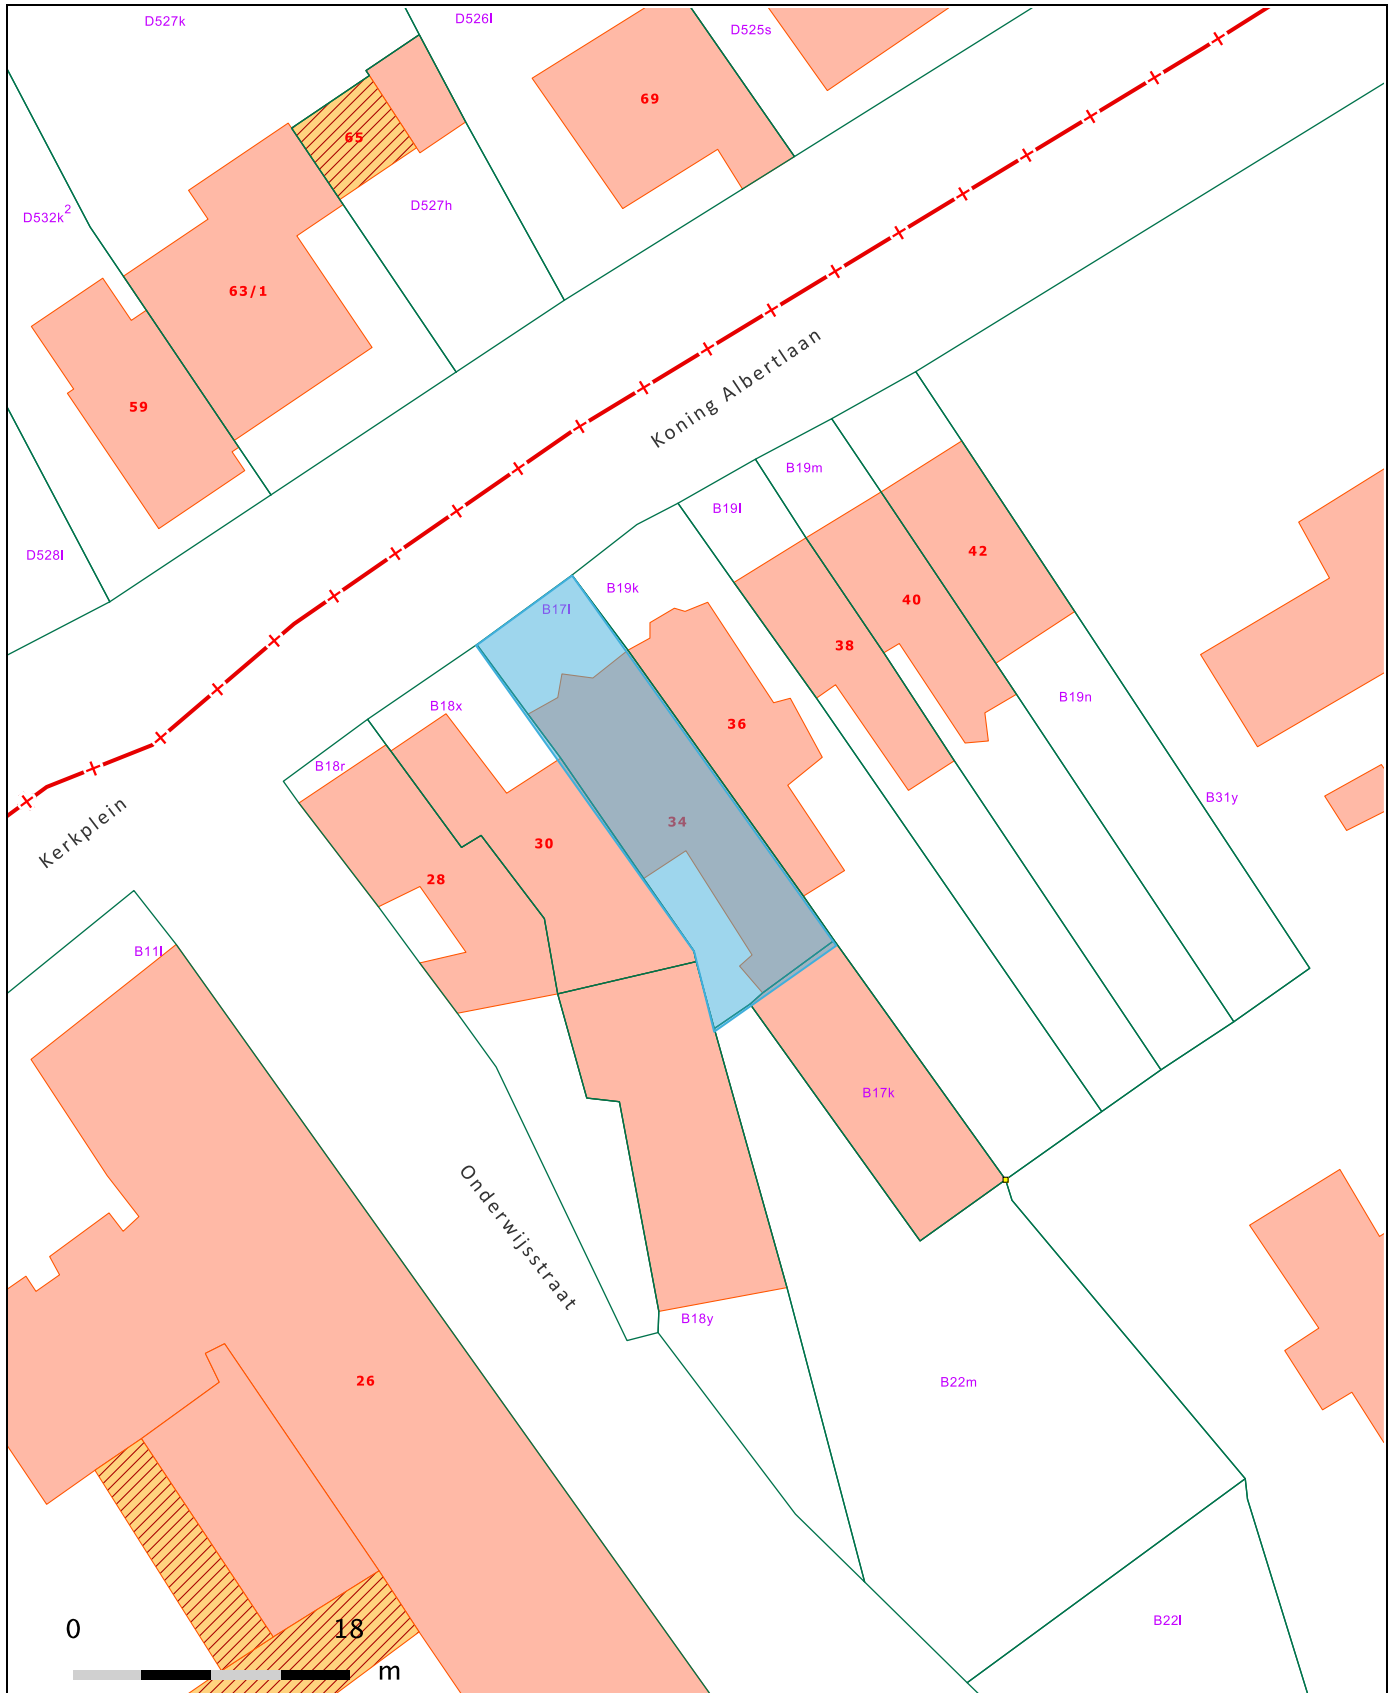 D527k
D526l
D525s
69
65
D532k²
D527h
63/1
59
Koning Albertlaan
B19m
B19l
D528l
42
B19k
40
B17l
38
B19n
B18x
36
B18r
B31y
Kerkplein
34
30
28
B11l
B17k
Onderwijsstraat
B18y
26
B22m
B22l
0 18
m